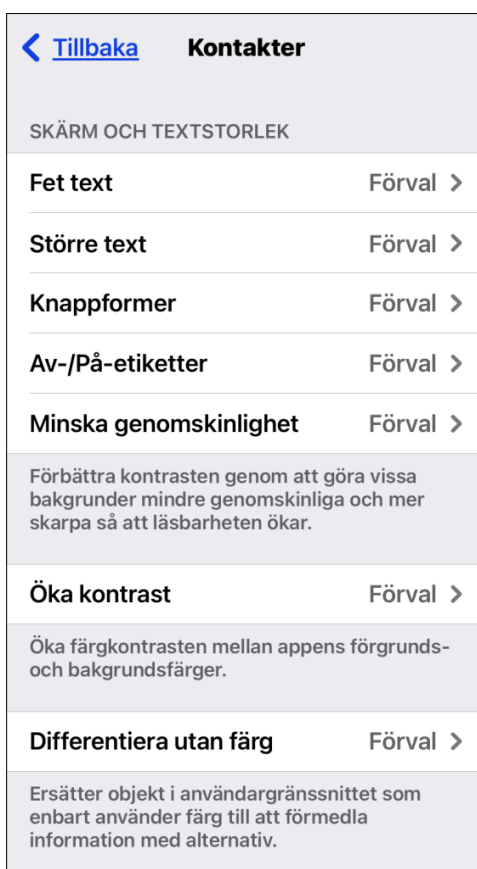 Tillbaka Kontakter
SKÄRM OCH TEXTSTORLEK
Fet text Förval
Större text Förval
Knappformer Förval
Av-/På-etiketter Förval
Minska genomskinlighet Förval
Förbättra kontrasten genom att göra vissa
bakgrunder mindre genomskinliga och mer
skarpa så att läsbarheten ökar.
Öka kontrast Förval
Öka färgkontrasten mellan appens förgrunds-
och bakgrundsfärger.
Differentiera utan färg Förval
Ersätter objekt i användargränssnittet som
enbart använder färg till att förmedla
information med alternativ.